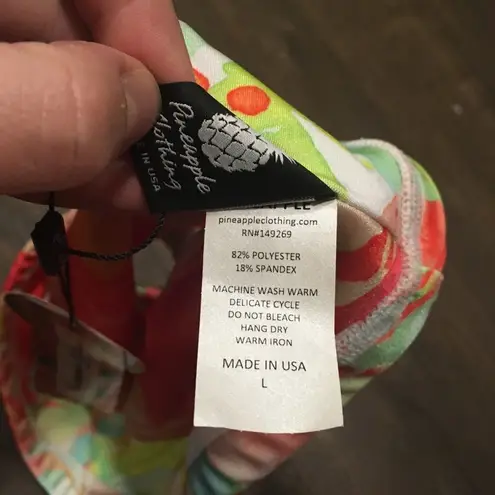 Pineapple
Clothing
IN USA
APPLE
pineappleclothing.com
RN#149269
82% POLYESTER
18% SPANDEX
MACHINE WASH WARM
DELICATE CYCLE
DO NOT BLEACH
HANG DRY
WARM IRON
MADE IN USA
L